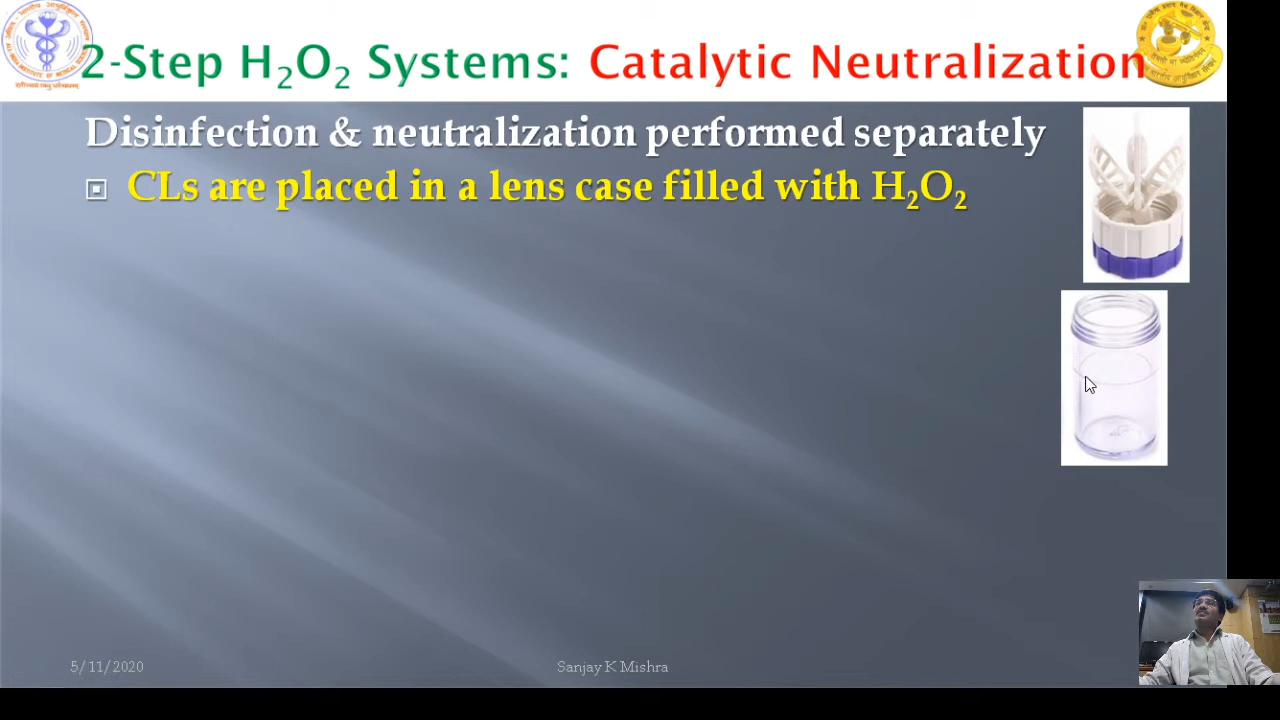 2-Step H₂O₂ Systems: Catalytic Neutralization
Disinfection & neutralization performed separately
CLs are placed in a lens case filled with H₂O₂
5/11/2020
Sanjay K Mishra